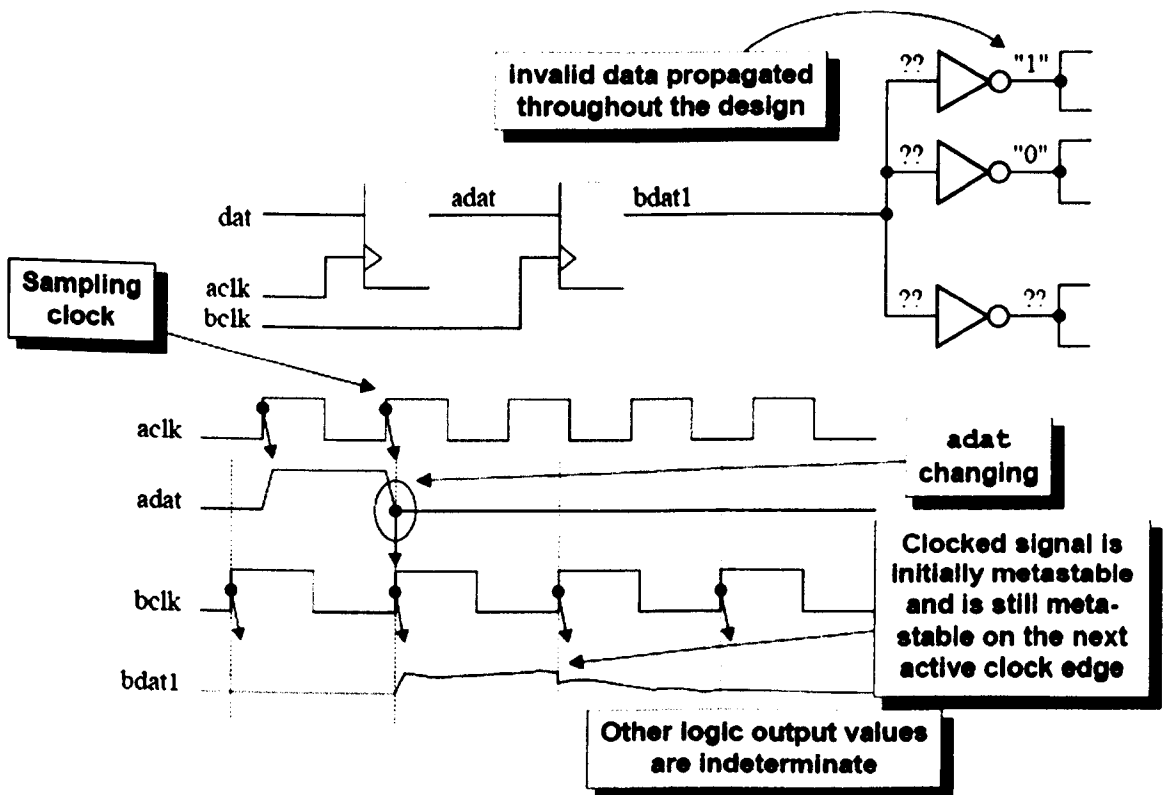 invalid data propagated
throughout the design
?? "1"
?? "0"
dat
adat
bdat1
aclk
bclk
?? ??
Sampling
clock
aclk
adat
changing
adat
Clocked signal is
initially metastable
and is still meta-
stable on the next
active clock edge
bclk
bdat1
Other logic output values
are indeterminate